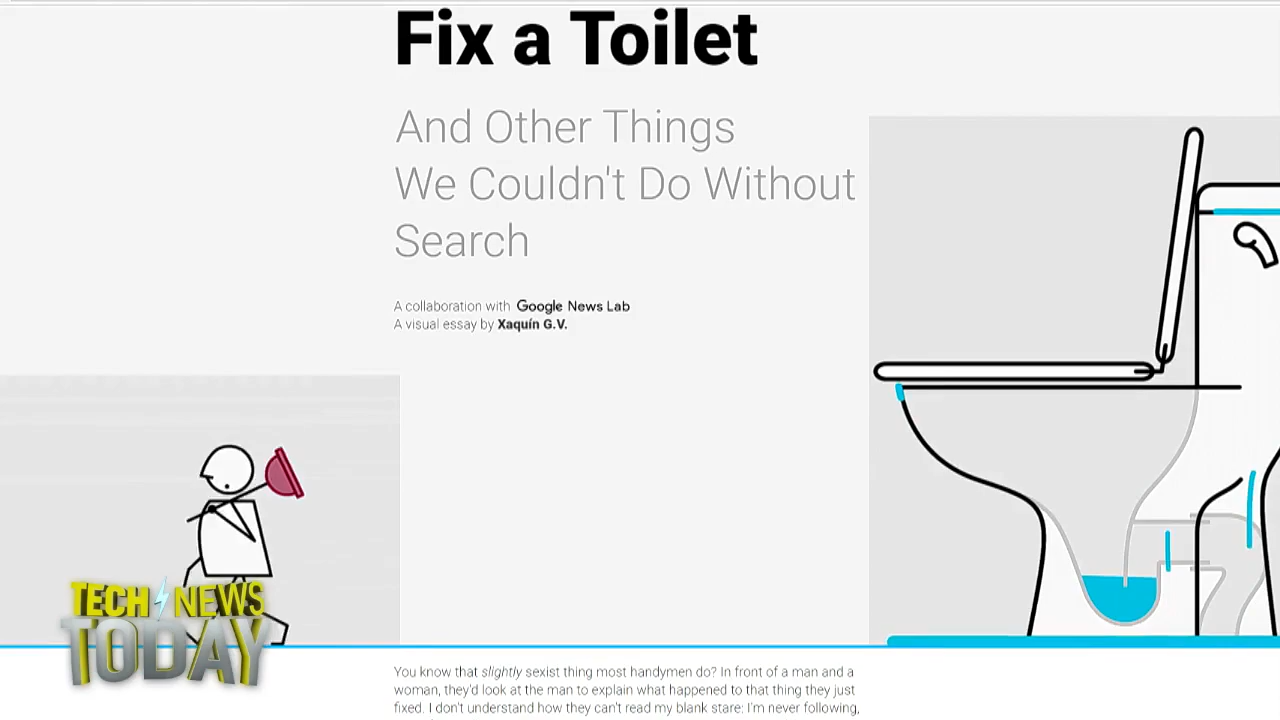 Fix a Toilet
And Other Things
We Couldn't Do Without
Search
A collaboration with Google News Lab
A visual essay by Xaquín G.V.
TECH NEWS
TODAY
You know that slightly sexist thing most handymen do? In front of a man and a
woman, they'd look at the man to explain what happened to that thing they just
fixed. I don't understand how they can't read my blank stare: I'm never following,